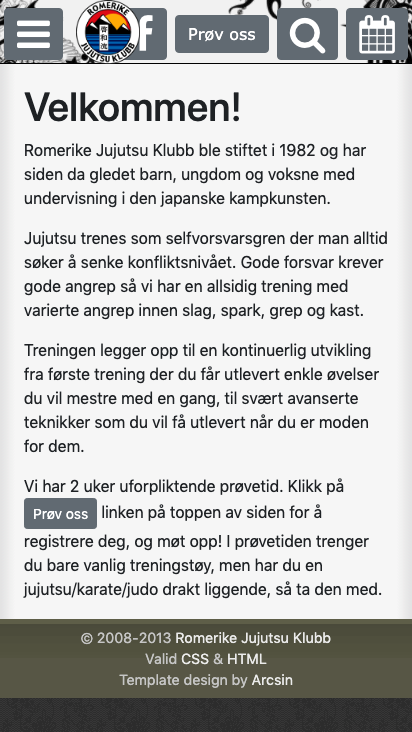 ROMERIKE
JUJUTSU KLUBB
f
Prøv oss
Velkommen!
Romerike Jujutsu Klubb ble stiftet i 1982 og har
siden da gledet barn, ungdom og voksne med
undervisning i den japanske kampkunsten.
Jujutsu trenes som selfvorsvarsgren der man alltid
søker å senke konfliktsnivået. Gode forsvar krever
gode angrep så vi har en allsidig trening med
varierte angrep innen slag, spark, grep og kast.
Treningen legger opp til en kontinuerlig utvikling
fra første trening der du får utlevert enkle øvelser
du vil mestre med en gang, til svært avanserte
teknikker som du vil få utlevert når du er moden
for dem.
Vi har 2 uker uforpliktende prøvetid. Klikk på
Prøv oss linken på toppen av siden for å
registrere deg, og møt opp! I prøvetiden trenger
du bare vanlig treningstøy, men har du en
jujutsu/karate/judo drakt liggende, så ta den med.
© 2008-2013 Romerike Jujutsu Klubb
Valid CSS & HTML
Template design by Arcsin